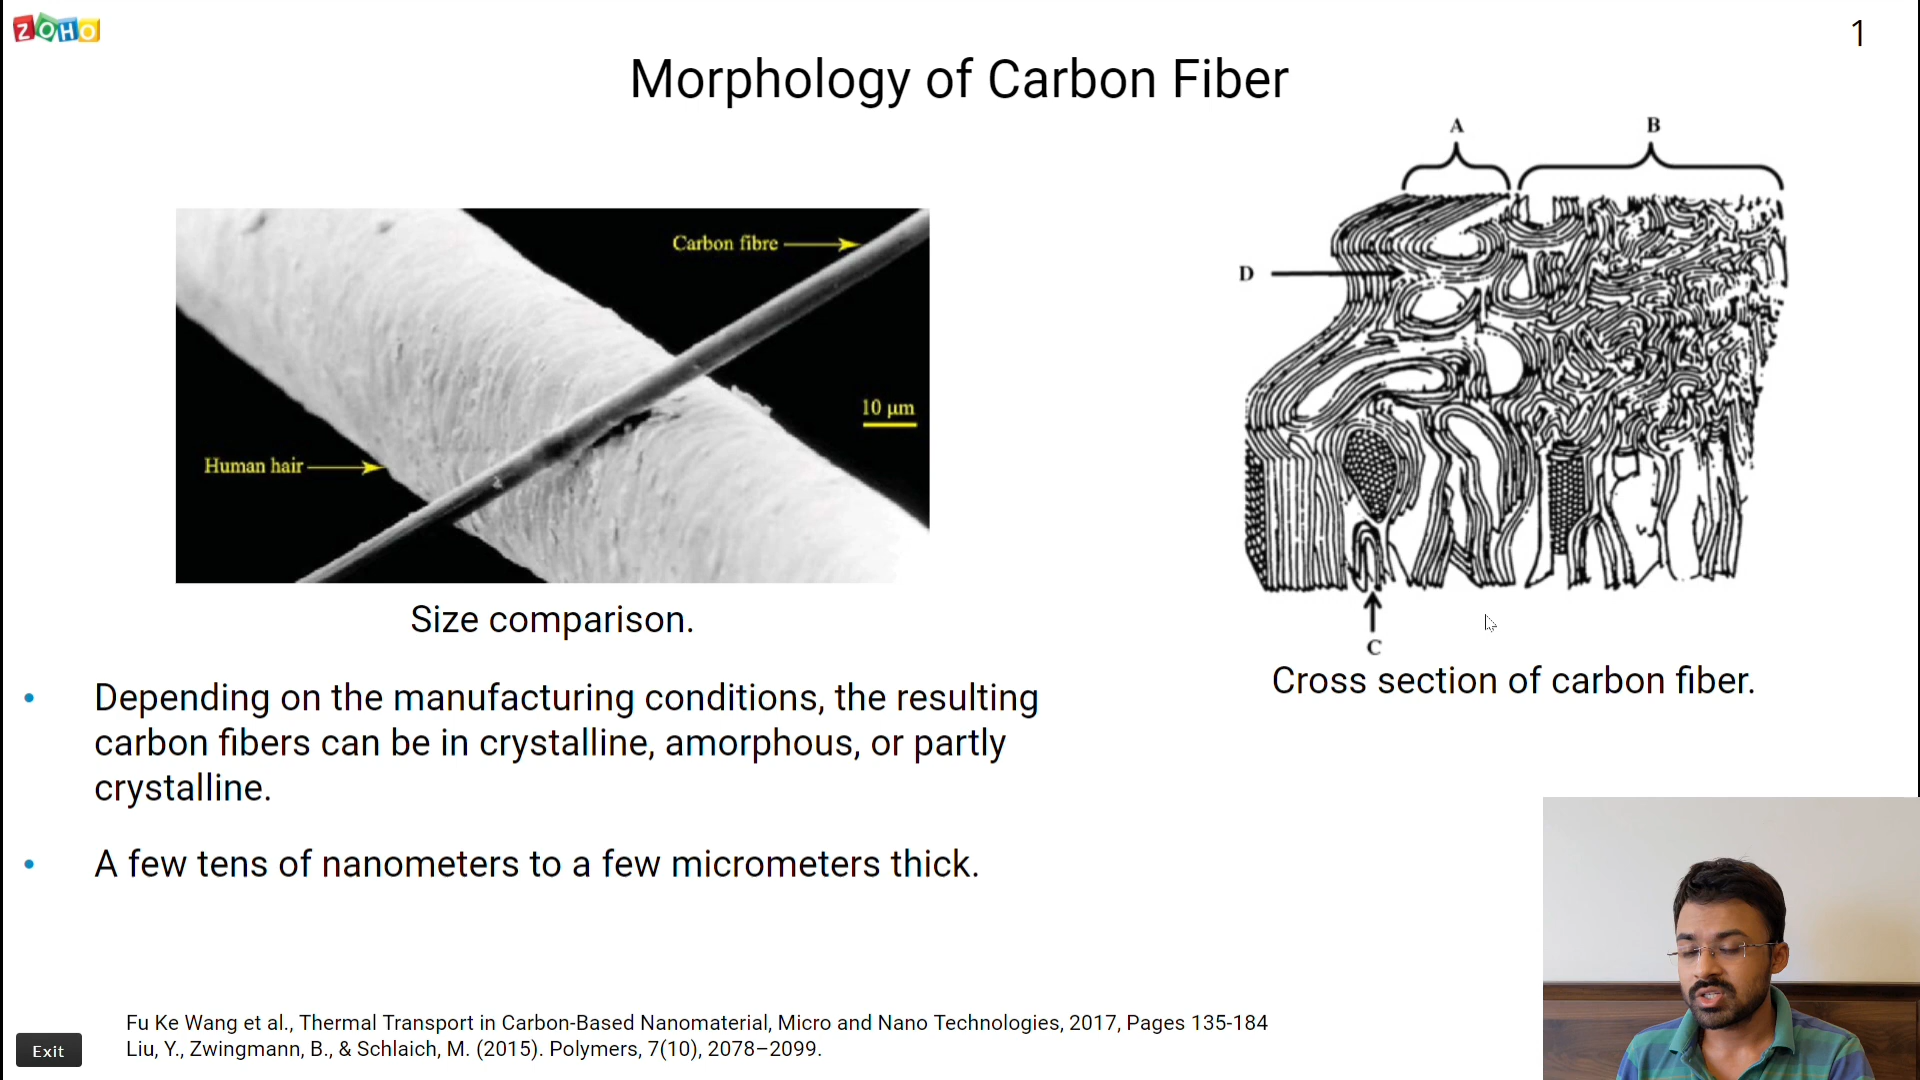 ZOHO
1
Morphology of Carbon Fiber
A
B
Carbon fibre
D
10 µm
Human hair
C
Size comparison.
Cross section of carbon fiber.
• Depending on the manufacturing conditions, the resulting
carbon fibers can be in crystalline, amorphous, or partly
crystalline.
• A few tens of nanometers to a few micrometers thick.
Fu Ke Wang et al., Thermal Transport in Carbon-Based Nanomaterial, Micro and Nano Technologies, 2017, Pages 135-184
Liu, Y., Zwingmann, B., & Schlaich, M. (2015). Polymers, 7(10), 2078–2099.
Exit